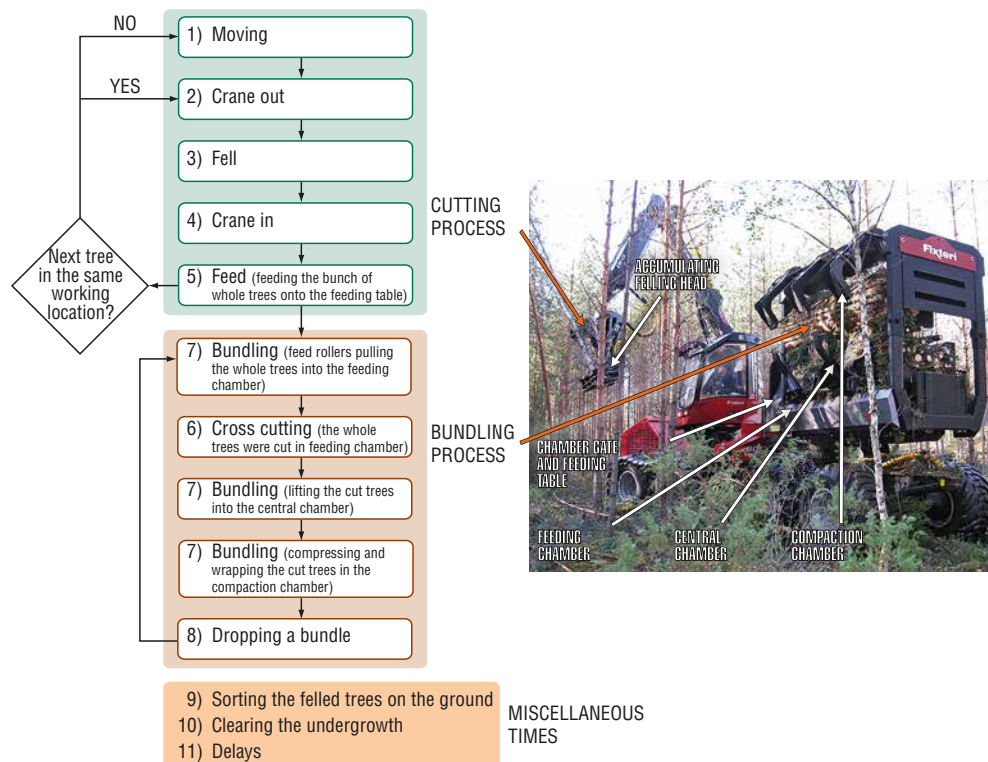 NO
1) Moving
YES
2) Crane out
3) Fell
4) Crane in
CUTTING
PROCESS
Next tree
in the same
working
location?
5) Feed (feeding the bunch of
whole trees onto the feeding table)
7) Bundling (feed rollers pulling
the whole trees into the feeding
chamber)
6) Cross cutting (the whole
trees were cut in feeding chamber)
BUNDLING
PROCESS
7) Bundling (lifting the cut trees
into the central chamber)
7) Bundling (compressing and
wrapping the cut trees in the
compaction chamber)
8) Dropping a bundle
9) Sorting the felled trees on the ground
10) Clearing the undergrowth
11) Delays
MISCELLANEOUS
TIMES
Fixteri
ACCUMULATING
FELLING HEAD
CHAMBER GATE
AND FEEDING
TABLE
FEEDING
CHAMBER
CENTRAL
CHAMBER
COMPACTION
CHAMBER